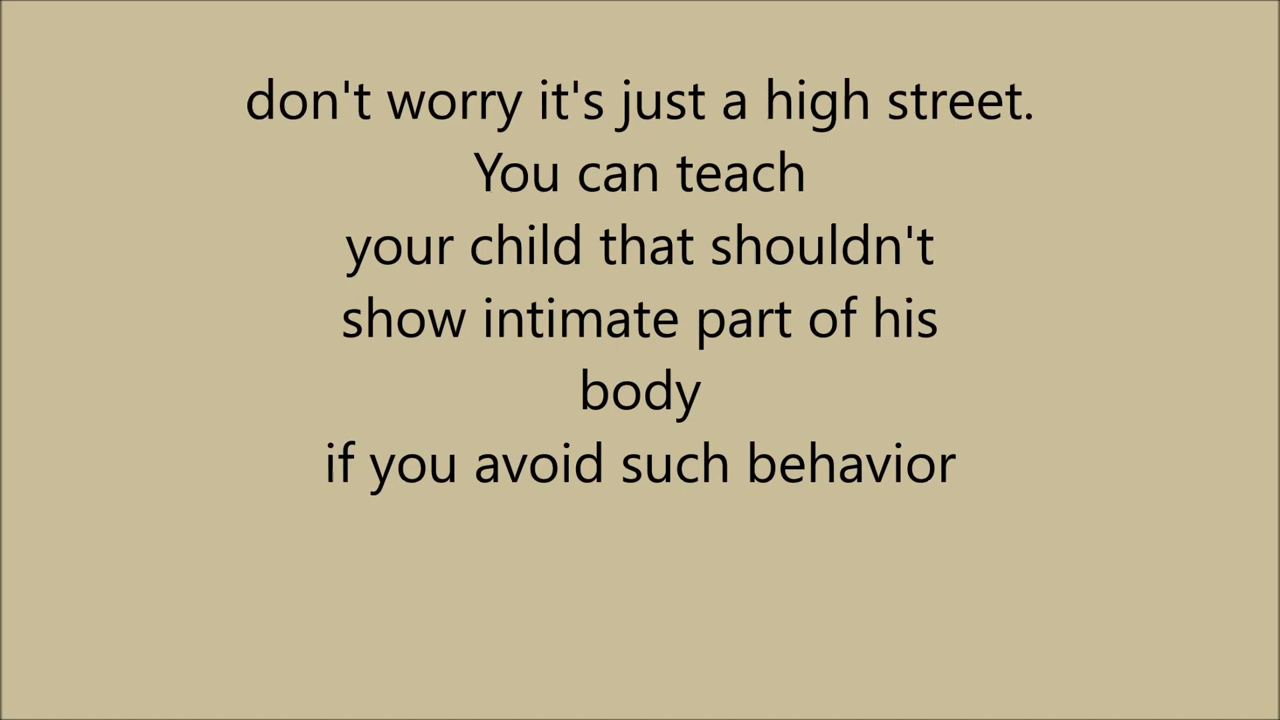 don't worry it's just a high street.
You can teach
your child that shouldn't
show intimate part of his
body
if you avoid such behavior